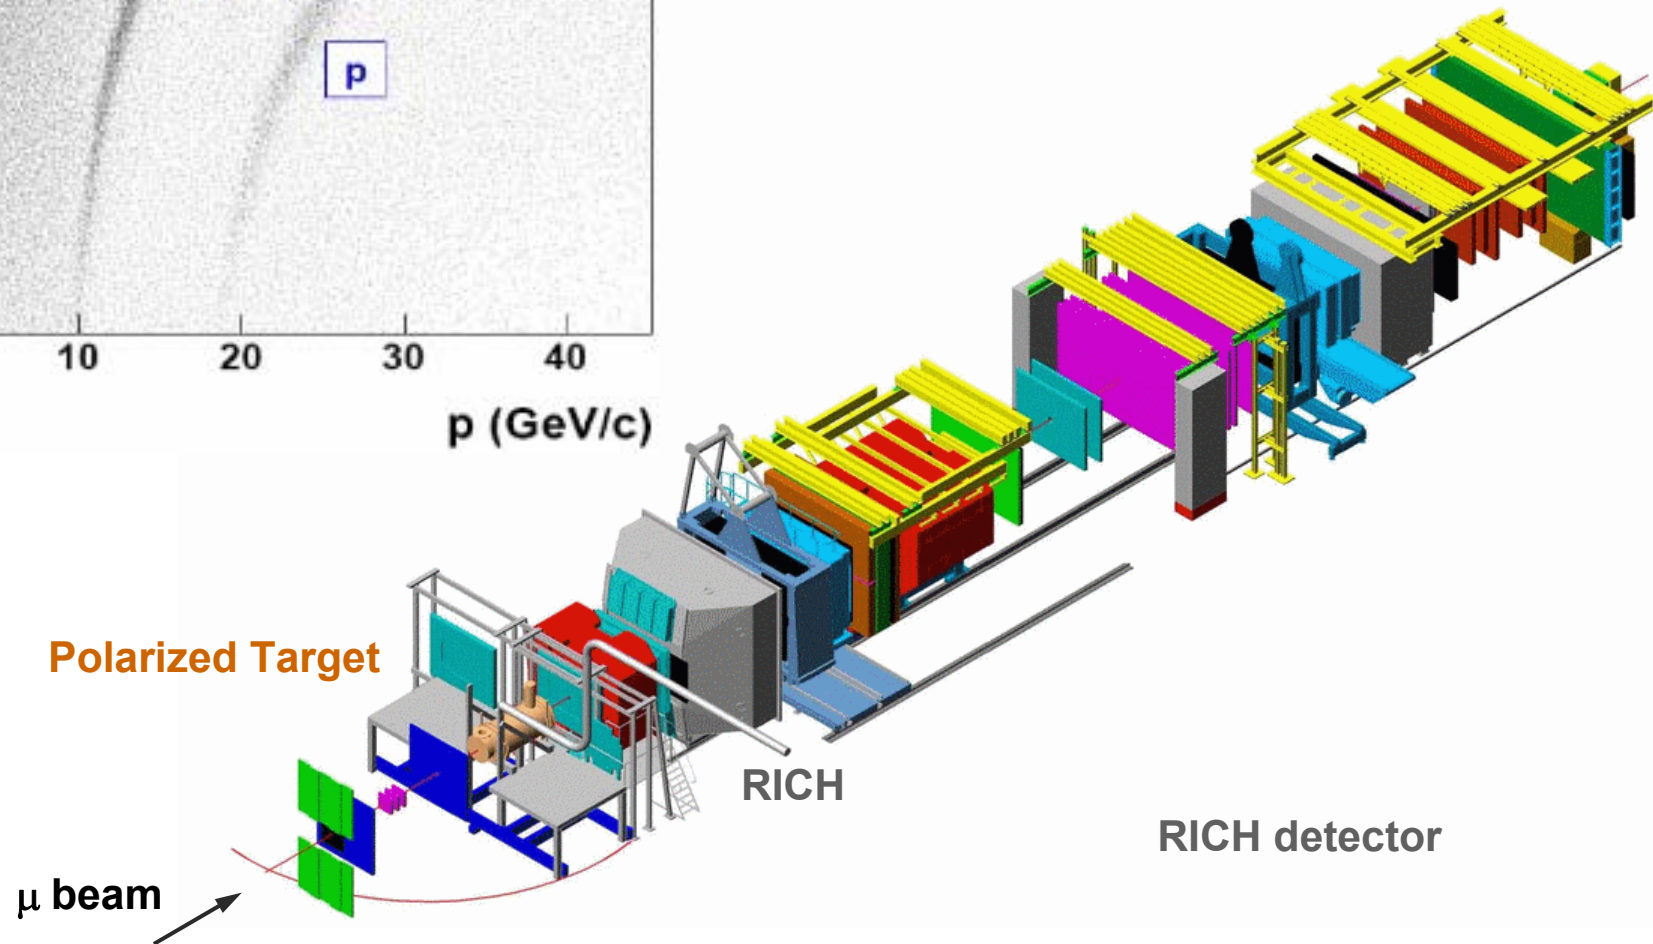 p
10 20 30 40
p (GeV/c)
Polarized Target
RICH
RICH detector
μ beam